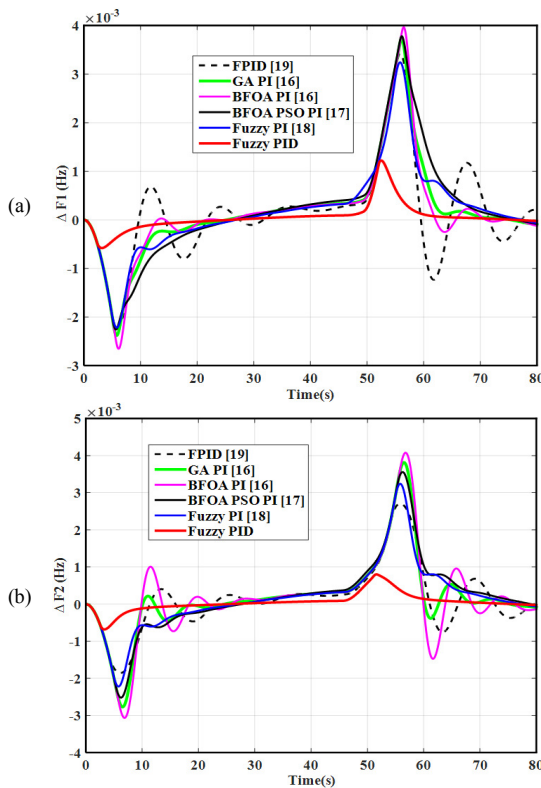 ×10⁻³
4
3
2
1
0
-1
-2
-3
Δ F1 (Hz)
(a)
FPID [19]
GA PI [16]
BFOA PI [16]
BFOA PSO PI [17]
Fuzzy PI [18]
Fuzzy PID
0 10 20 30 40 50 60 70 80
Time(s)
×10⁻³
5
4
3
2
1
0
-1
-2
-3
-4
Δ F2 (Hz)
(b)
FPID [19]
GA PI [16]
BFOA PI [16]
BFOA PSO PI [17]
Fuzzy PI [18]
Fuzzy PID
0 10 20 30 40 50 60 70 80
Time(s)